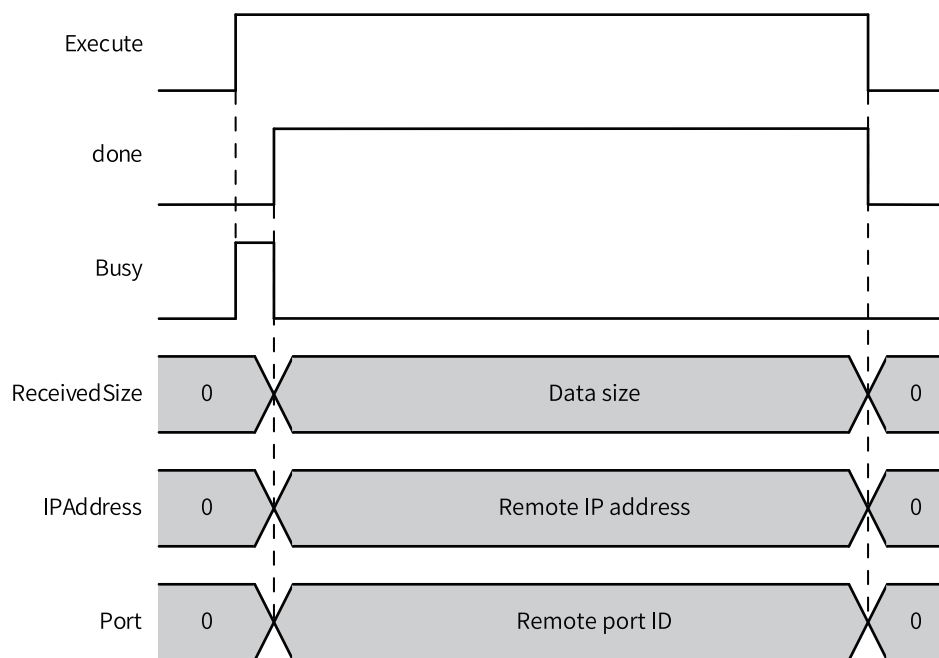 Execute
done
Busy
ReceivedSize 0 Data size 0
IPAddress 0 Remote IP address 0
Port 0 Remote port ID 0